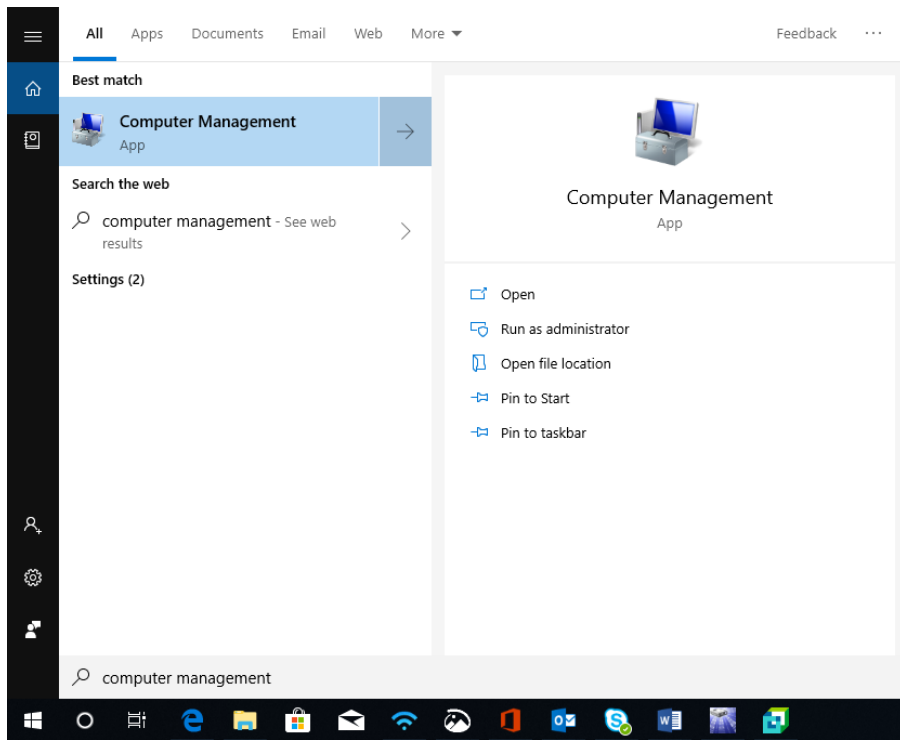 All Apps Documents Email Web More Feedback ...
Best match
Computer Management
App
Search the web
computer management - See web
results
Settings (2)
Computer Management
App
Open
Run as administrator
Open file location
Pin to Start
Pin to taskbar
computer management